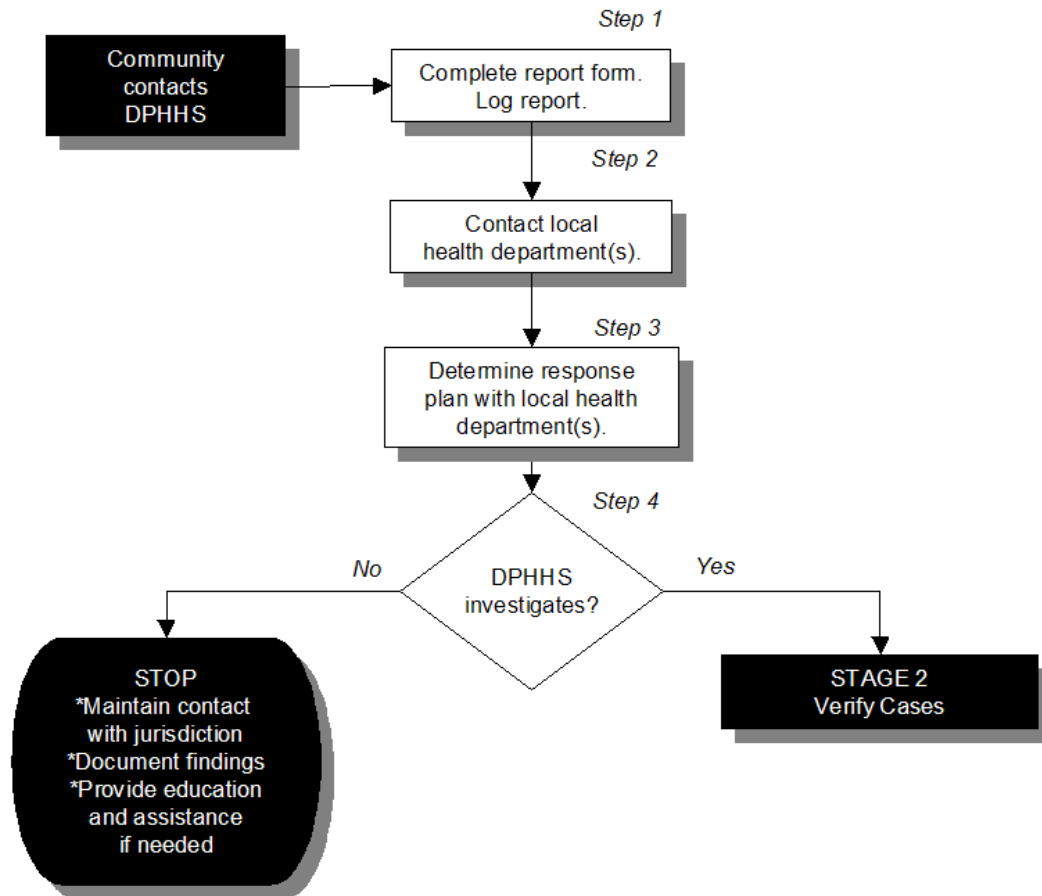 Step 1
Community
contacts
DPHHS
Complete report form.
Log report.
Step 2
Contact local
health department(s).
Step 3
Determine response
plan with local health
department(s).
Step 4
DPHHS
investigates?
No
Yes
STOP
*Maintain contact
with jurisdiction
*Document findings
*Provide education
and assistance
if needed
STAGE 2
Verify Cases